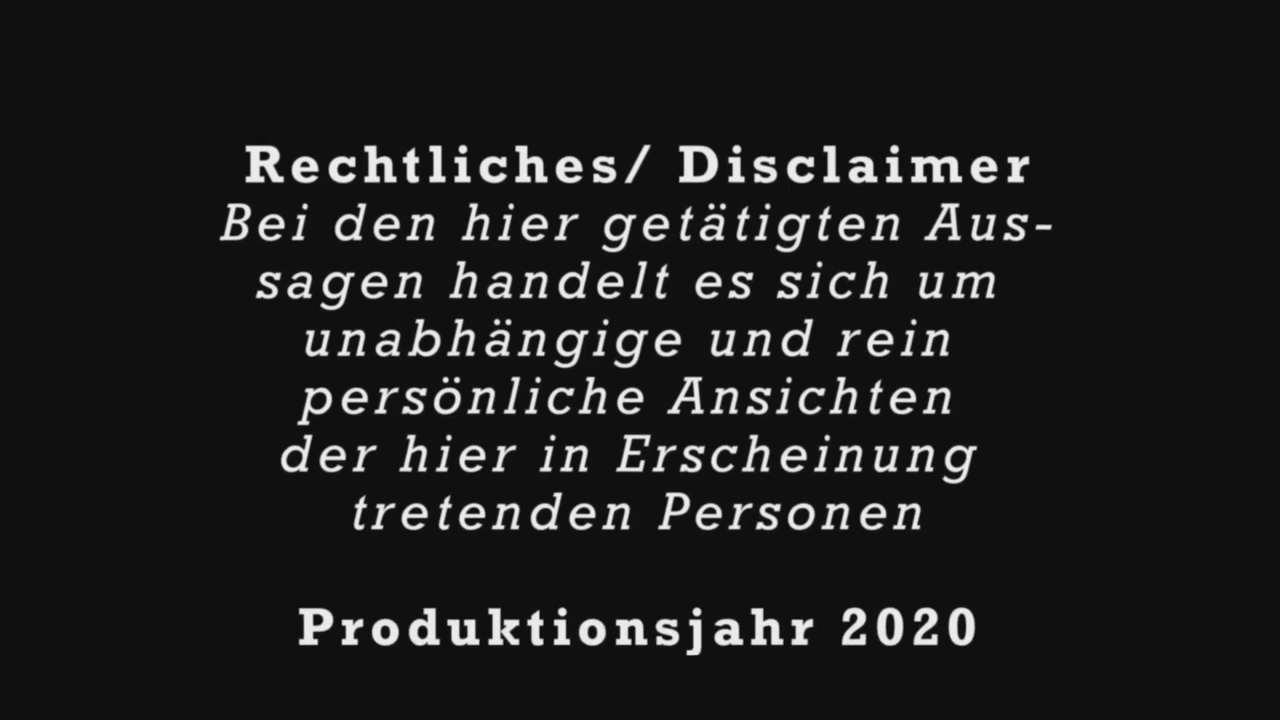 Rechtliches/ Disclaimer
Bei den hier getätigten Aus-
sagen handelt es sich um
unabhängige und rein
persönliche Ansichten
der hier in Erscheinung
tretenden Personen
Produktionsjahr 2020